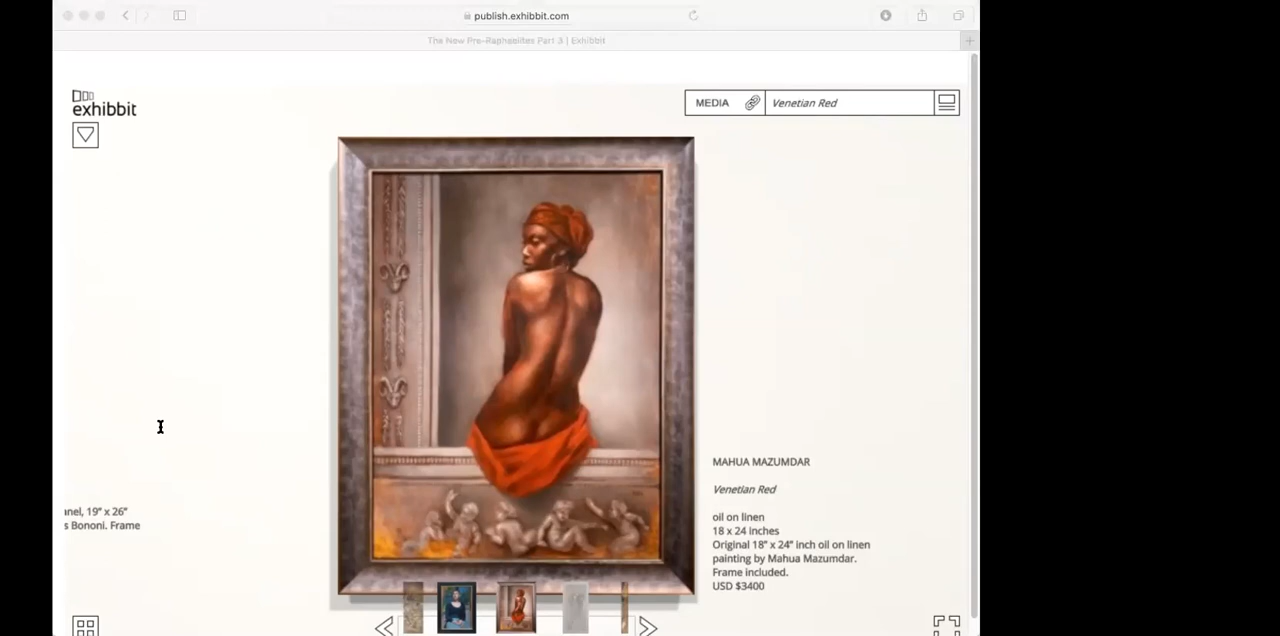 publish.exhibbit.com
The New Pre-Raphaelites Part 3 | Exhibbit
exhibbit
MEDIA
Venetian Red
MAHUA MAZUMDAR
Venetian Red
oil on linen
18 x 24 inches
Original 18" x 24" inch oil on linen
painting by Mahua Mazumdar.
Frame included.
USD $3400
anel, 19" x 26"
s Bononi. Frame